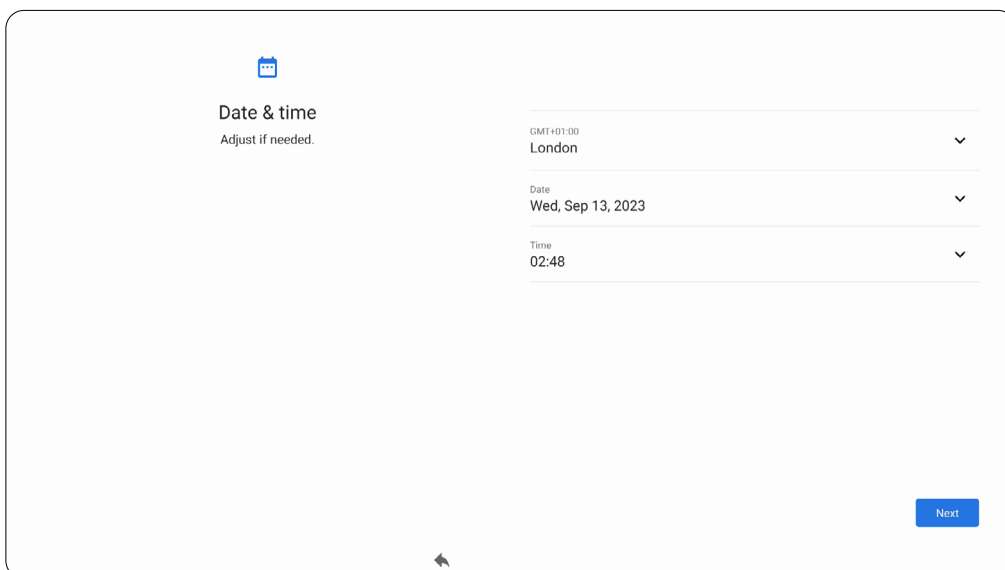 Date & time
Adjust if needed.
GMT+01:00
London
Date
Wed, Sep 13, 2023
Time
02:48
Next